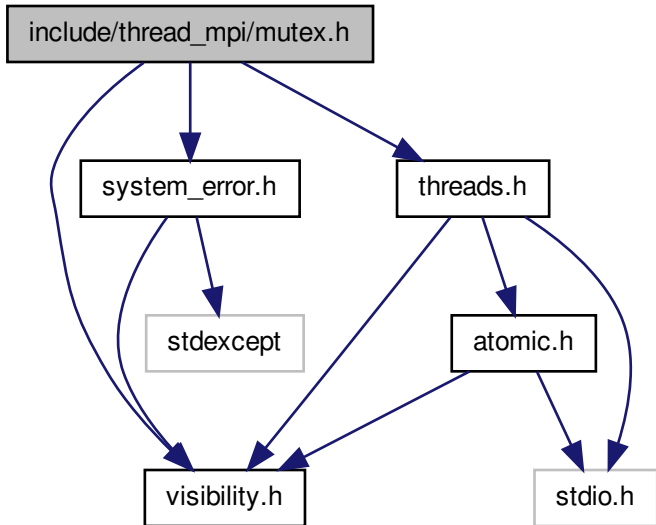 include/thread_mpi/mutex.h
system_error.h
threads.h
stdexcept
atomic.h
visibility.h
stdio.h